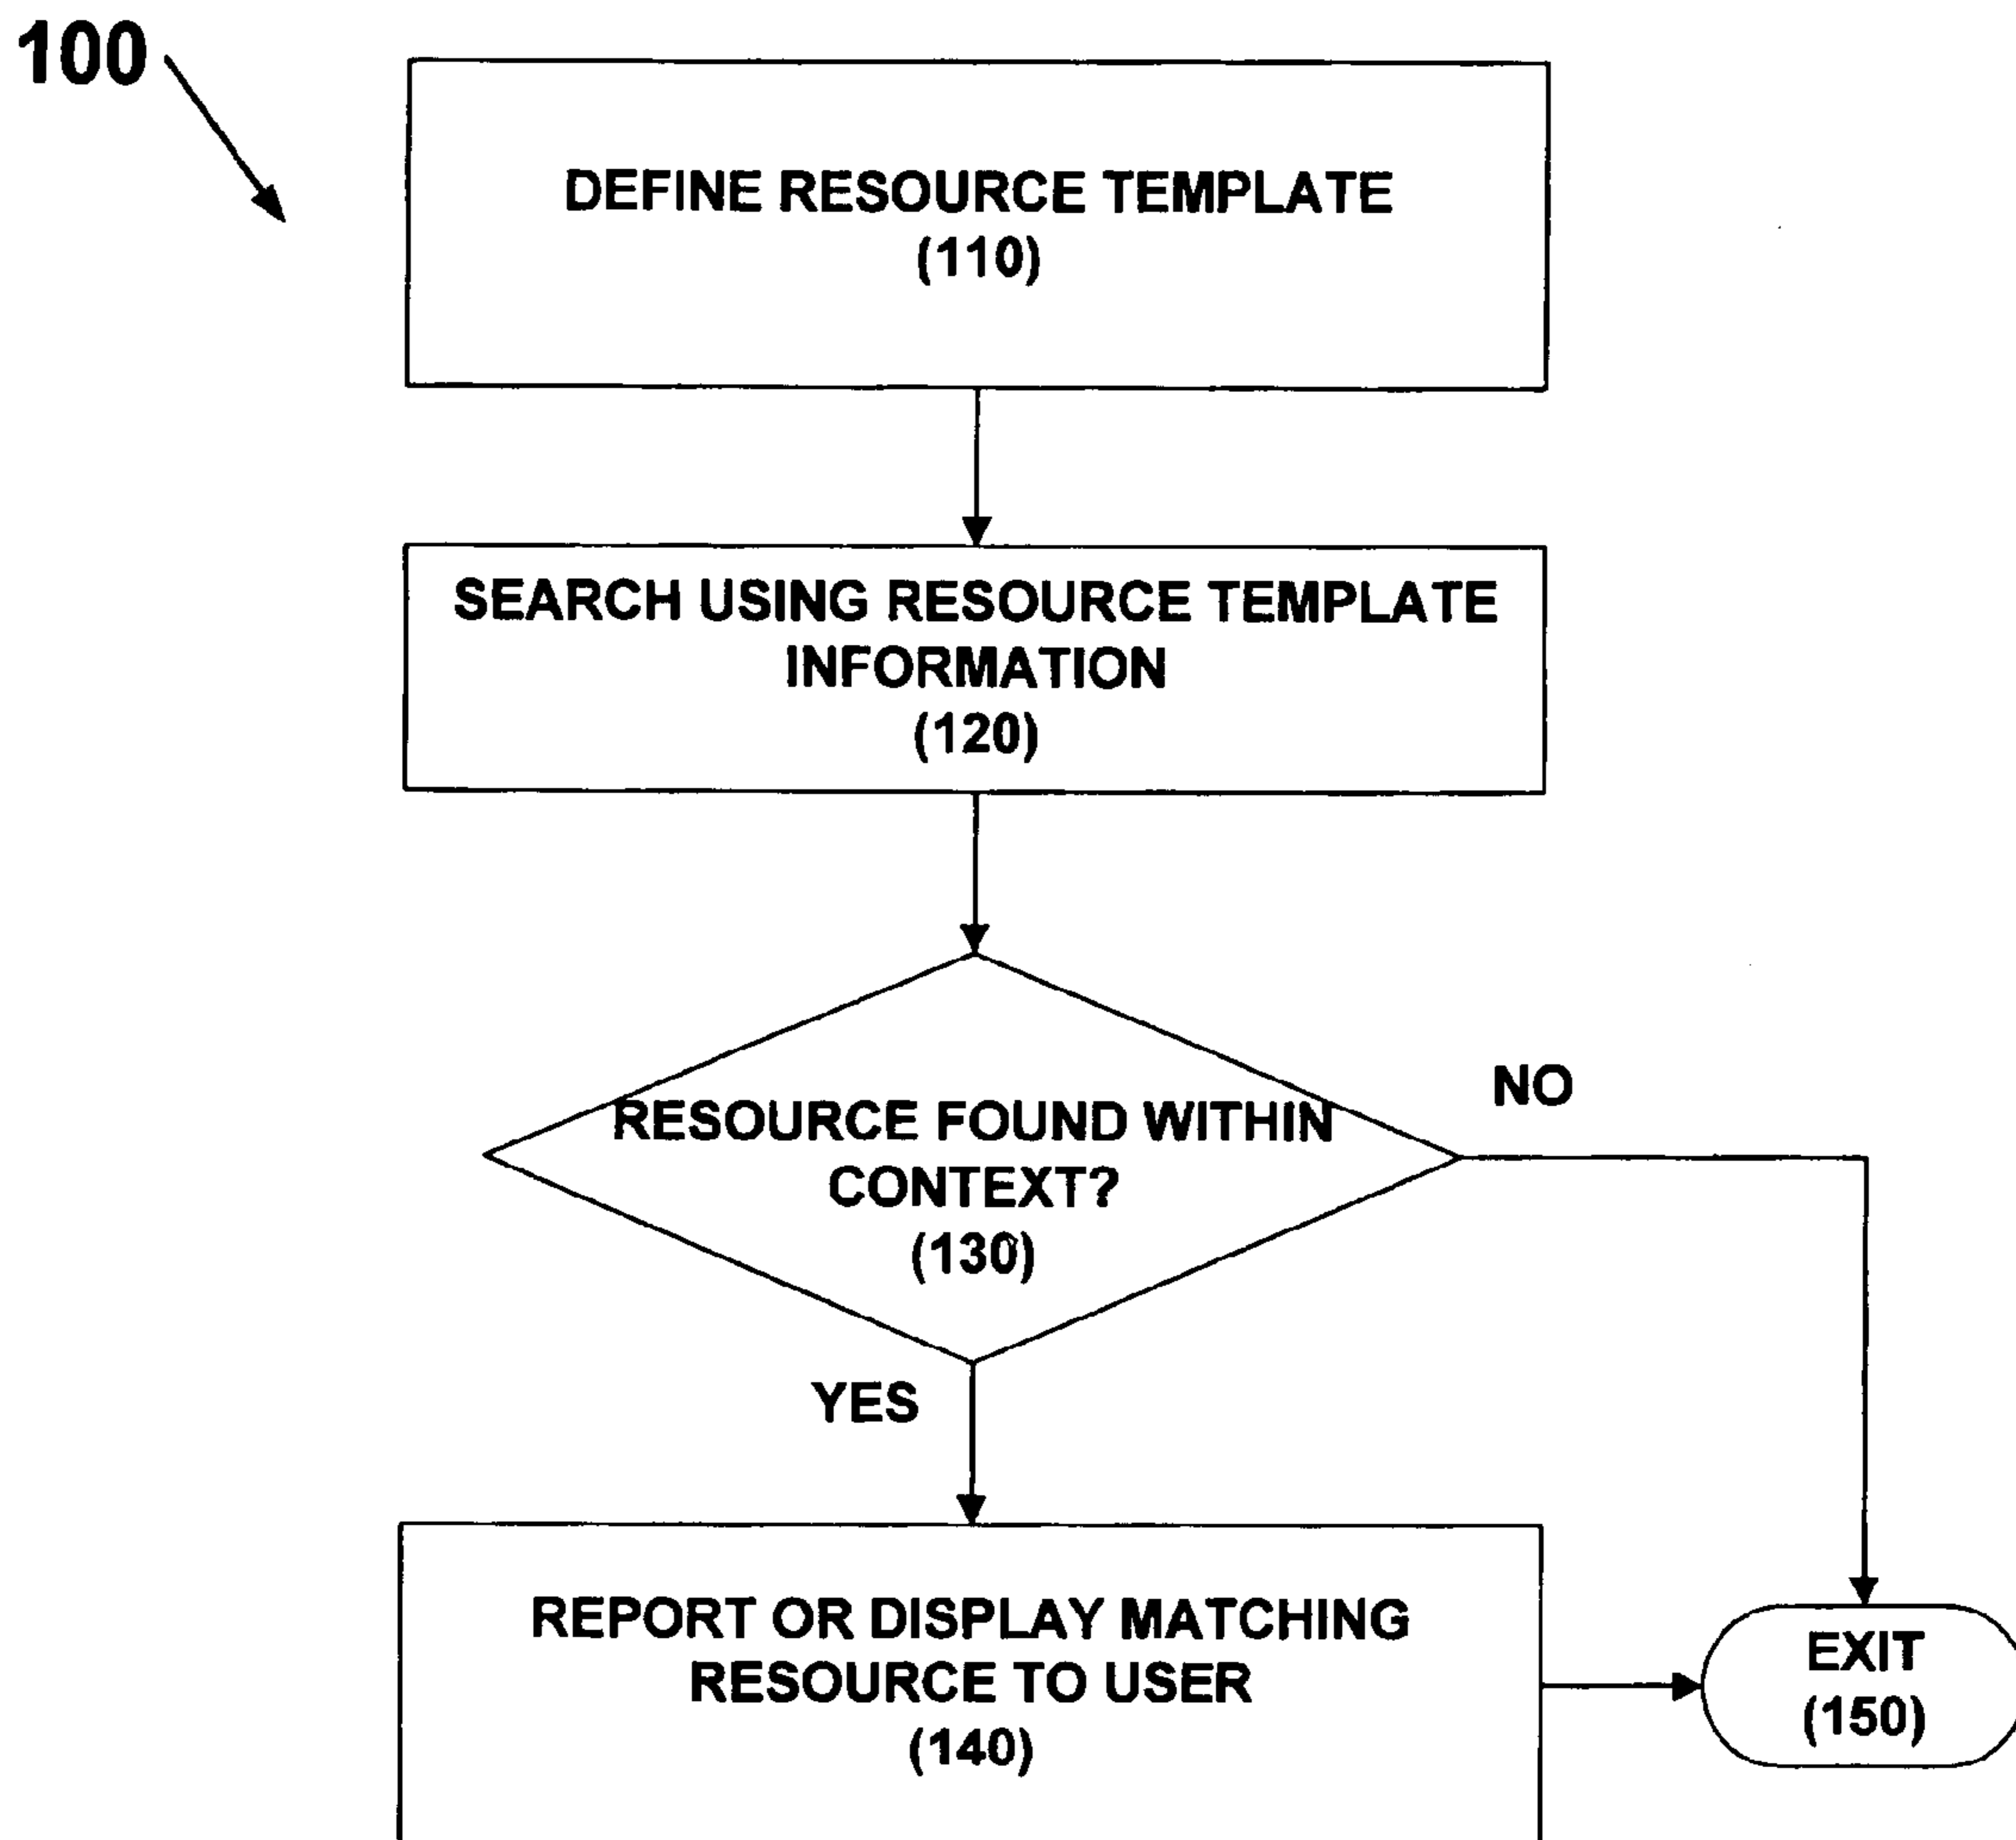 100
DEFINE RESOURCE TEMPLATE
(110)
SEARCH USING RESOURCE TEMPLATE
INFORMATION
(120)
RESOURCE FOUND WITHIN
CONTEXT?
(130)
NO
YES
REPORT OR DISPLAY MATCHING
RESOURCE TO USER
(140)
EXIT
(150)